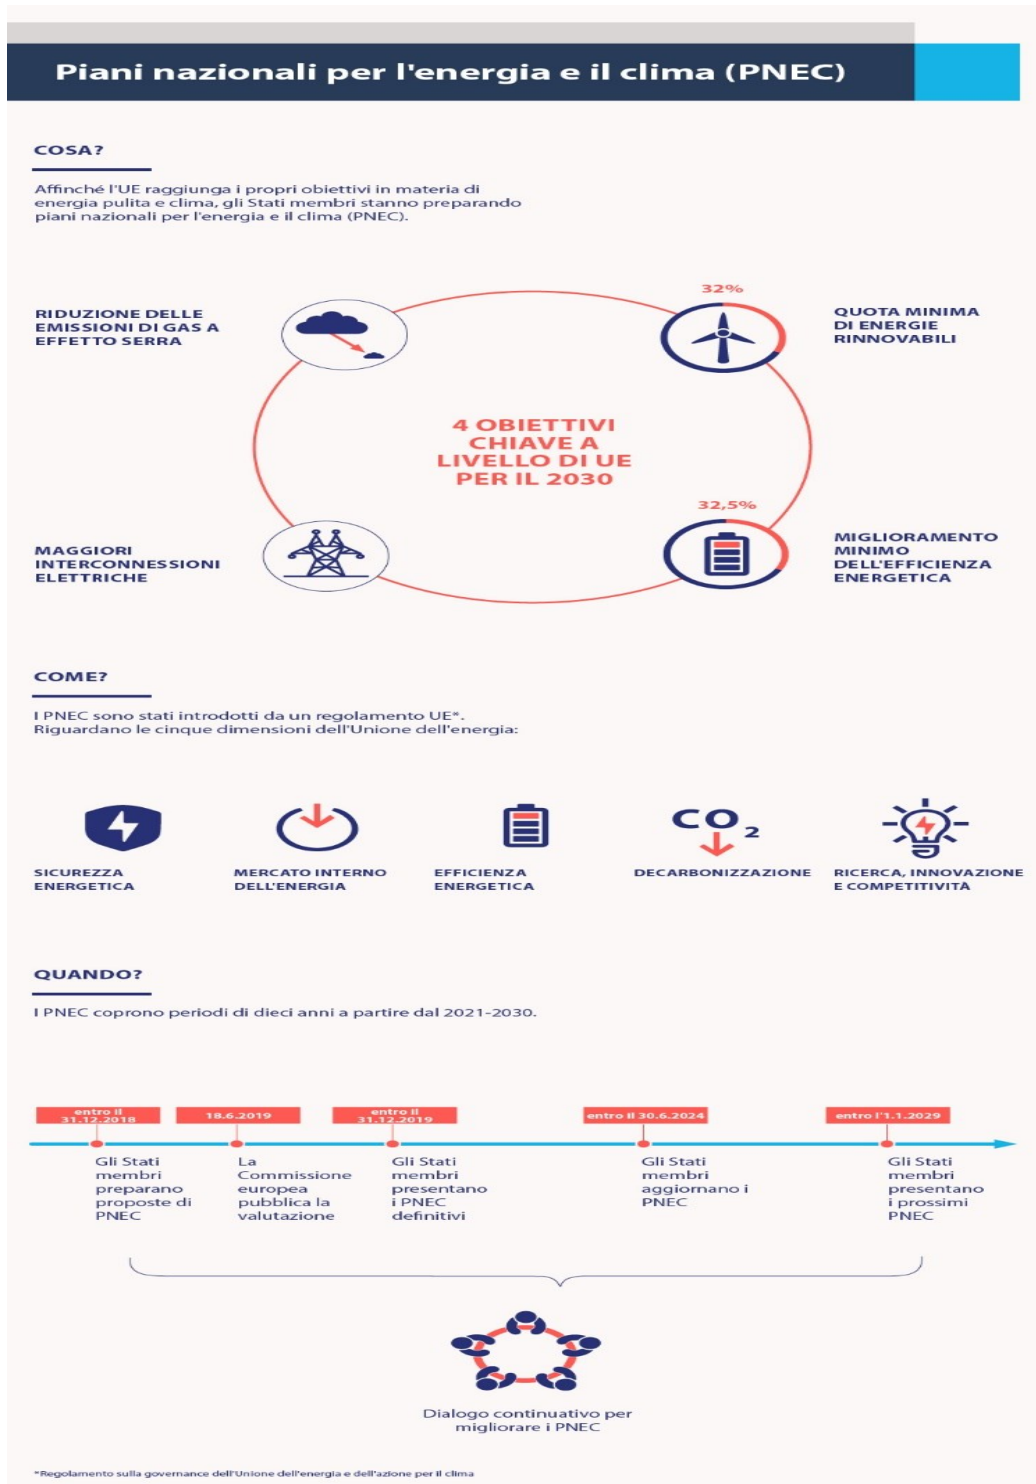 Piani nazionali per l'energia e il clima (PNEC)
COSA?
Affinché l'UE raggiunga i propri obiettivi in materia di
energia pulita e clima, gli Stati membri stanno preparando
piani nazionali per l'energia e il clima (PNEC).
RIDUZIONE DELLE
EMISSIONI DI GAS A
EFFETTO SERRA
32%
QUOTA MINIMA
DI ENERGIE
RINNOVABILI
4 OBIETTIVI
CHIAVE A
LIVELLO DI UE
PER IL 2030
MAGGIORI
INTERCONNESSIONI
ELETTRICHE
32,5%
MIGLIORAMENTO
MINIMO
DELL'EFFICIENZA
ENERGETICA
COME?
I PNEC sono stati introdotti da un regolamento UE*.
Riguardano le cinque dimensioni dell'Unione dell'energia:
SICUREZZA
ENERGETICA
MERCATO INTERNO
DELL'ENERGIA
EFFICIENZA
ENERGETICA
CO2
DECARBONIZZAZIONE
RICERCA, INNOVAZIONE
E COMPETITIVITÀ
QUANDO?
I PNEC coprono periodi di dieci anni a partire dal 2021-2030.
entro il
31.12.2018
Gli Stati
membri
preparano
proposte di
PNEC
18.6.2019
La
Commissione
europea
pubblica la
valutazione
entro il
31.12.2019
Gli Stati
membri
presentano
i PNEC
definitivi
entro il 30.6.2024
Gli Stati
membri
aggiornano i
PNEC
entro l'1.1.2029
Gli Stati
membri
presentano
i prossimi
PNEC
Dialogo continuativo per
migliorare i PNEC
*Regolamento sulla governance dell'Unione dell'energia e dell'azione per il clima